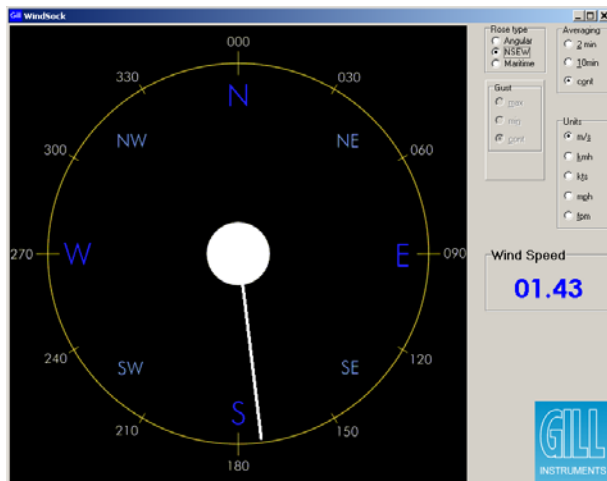 Gill WindSock
000
030
060
090
120
150
180
210
240
270
300
330
N
NE
E
SE
S
SW
W
NW
Rose type
Angular
NSEW
Maritime
Averaging
2 min
10min
cont
Gust
max
min
cont
Units
m/s
kmh
kts
mph
fpm
Wind Speed
01.43
GILL
INSTRUMENTS